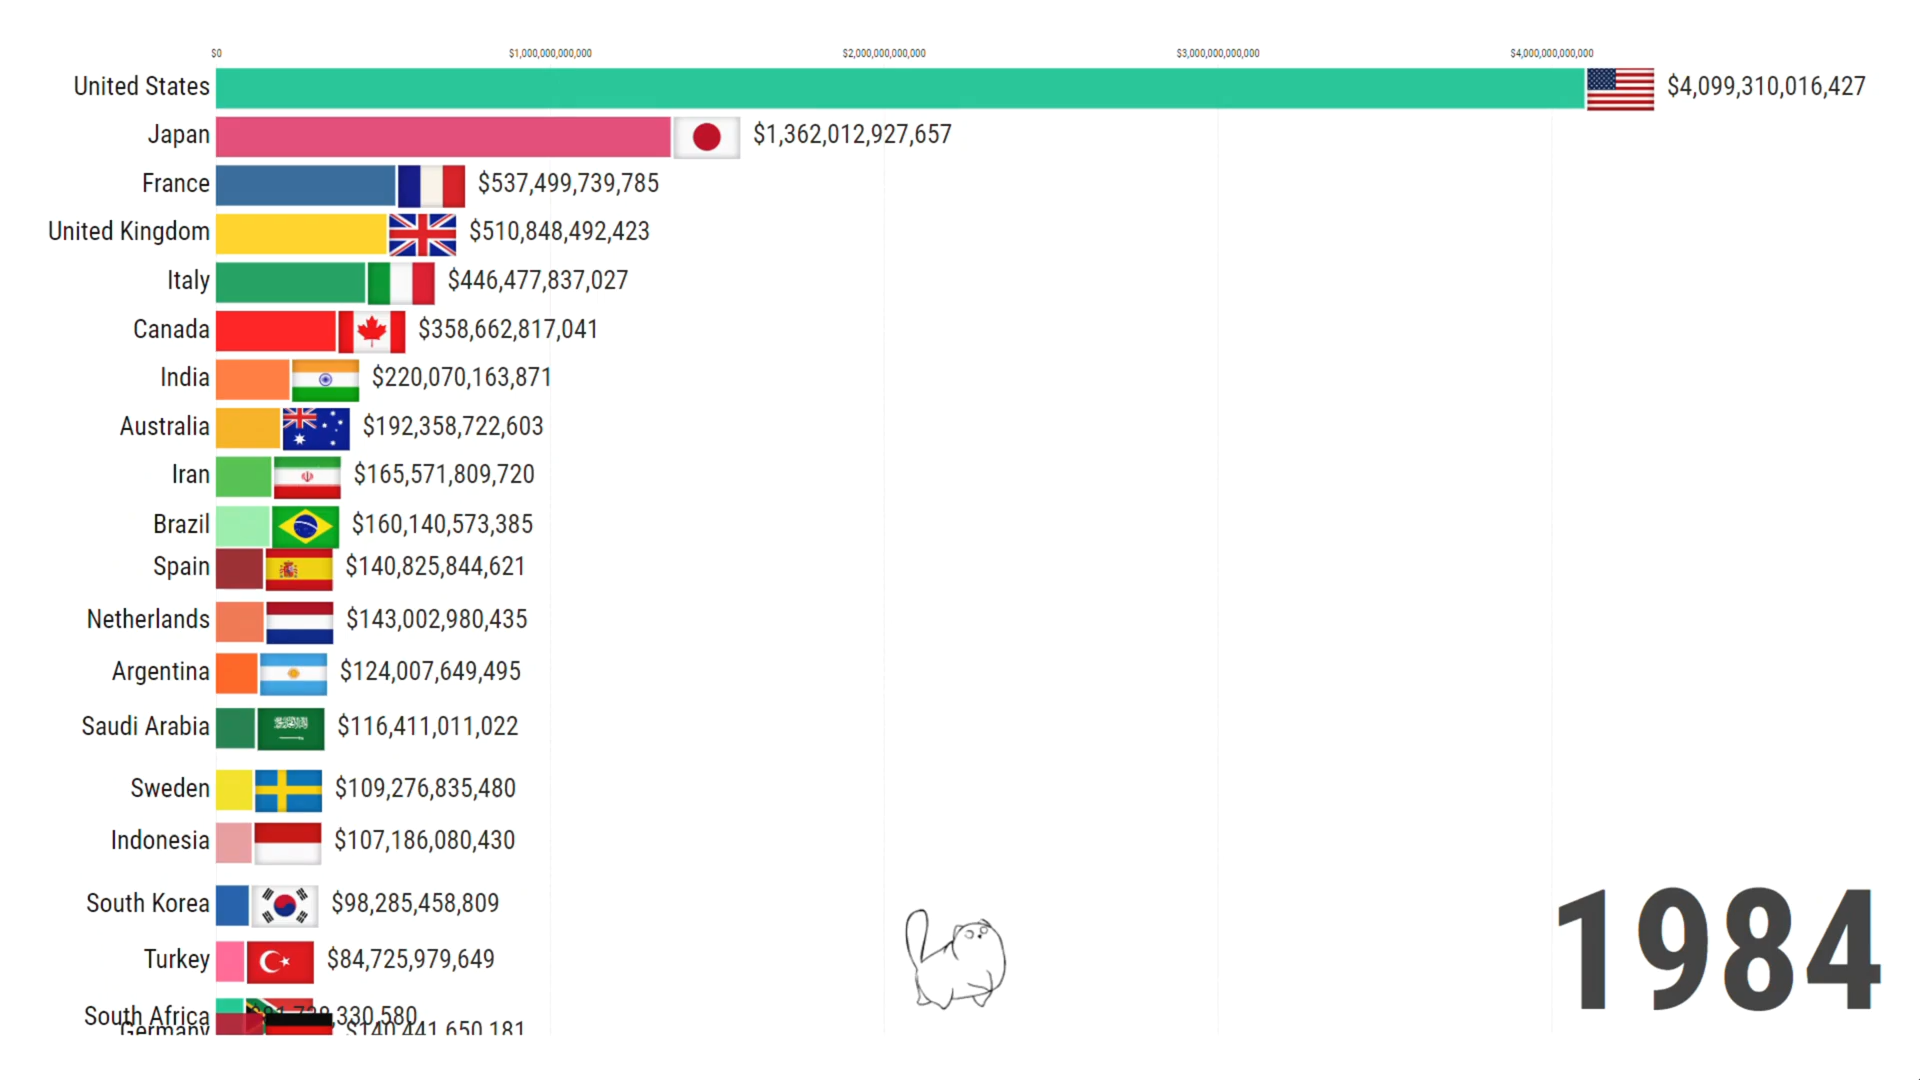 $0 $1,000,000,000,000 $2,000,000,000,000 $3,000,000,000,000 $4,000,000,000,000
United States $4,099,310,016,427
Japan $1,362,012,927,657
France $537,499,739,785
United Kingdom $510,848,492,423
Italy $446,477,837,027
Canada $358,662,817,041
India $220,070,163,871
Australia $192,358,722,603
Iran $165,571,809,720
Brazil $160,140,573,385
Spain $140,825,844,621
Netherlands $143,002,980,435
Argentina $124,007,649,495
Saudi Arabia $116,411,011,022
Sweden $109,276,835,480
Indonesia $107,186,080,430
South Korea $98,285,458,809
Turkey $84,725,979,649
South Africa
Germany $140,441,650,181
1984